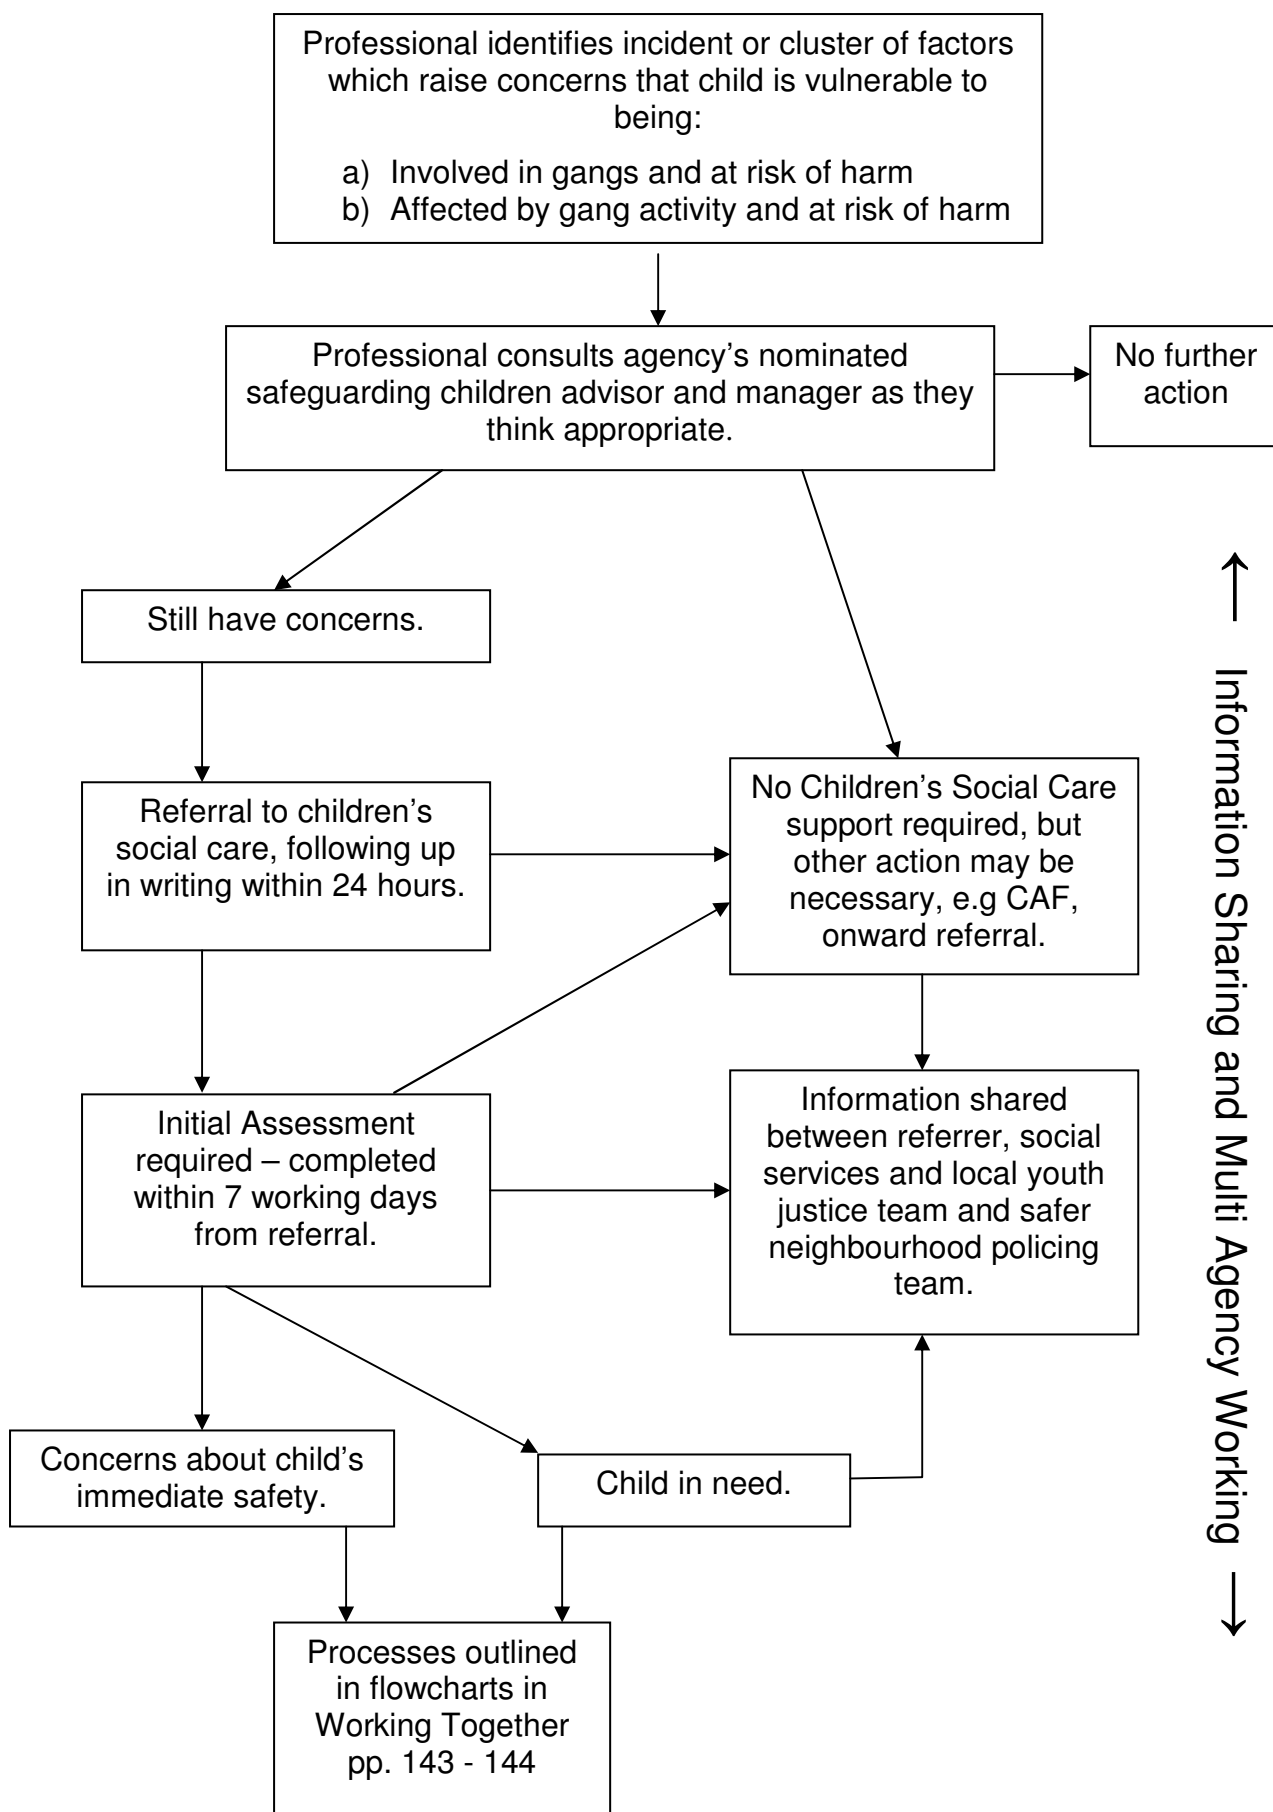 Professional identifies incident or cluster of factors
which raise concerns that child is vulnerable to
being:
a) Involved in gangs and at risk of harm
b) Affected by gang activity and at risk of harm
Professional consults agency’s nominated
safeguarding children advisor and manager as they
think appropriate.
No further
action
Still have concerns.
Referral to children’s
social care, following up
in writing within 24 hours.
No Children’s Social Care
support required, but
other action may be
necessary, e.g CAF,
onward referral.
Initial Assessment
required – completed
within 7 working days
from referral.
Information shared
between referrer, social
services and local youth
justice team and safer
neighbourhood policing
team.
Concerns about child’s
immediate safety.
Child in need.
Processes outlined
in flowcharts in
Working Together
pp. 143 - 144
← Information Sharing and Multi Agency Working →